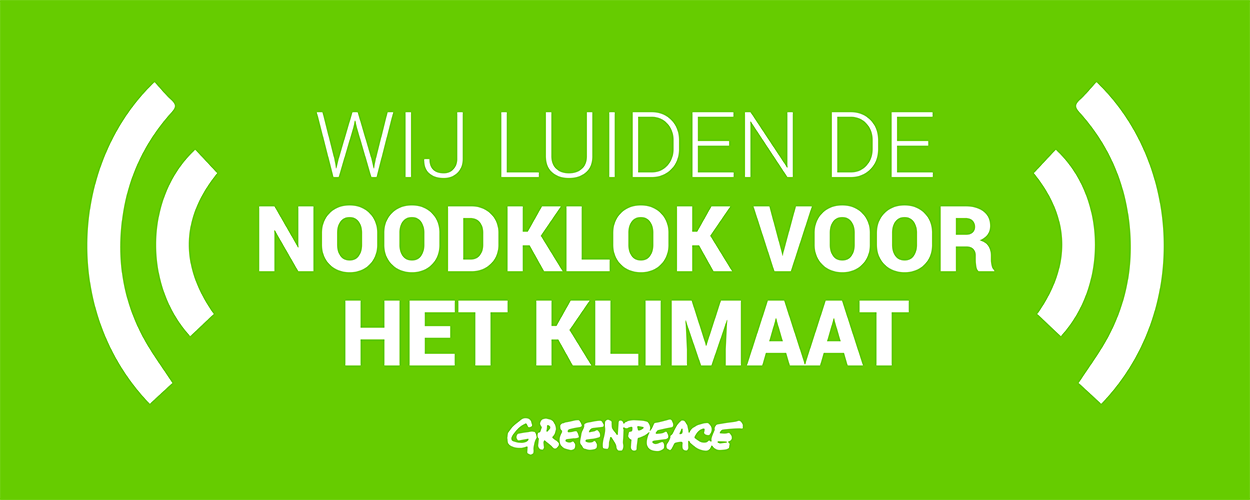 WIJ LUIDEN DE
NOODKLOK VOOR
HET KLIMAAT
GREENPEACE